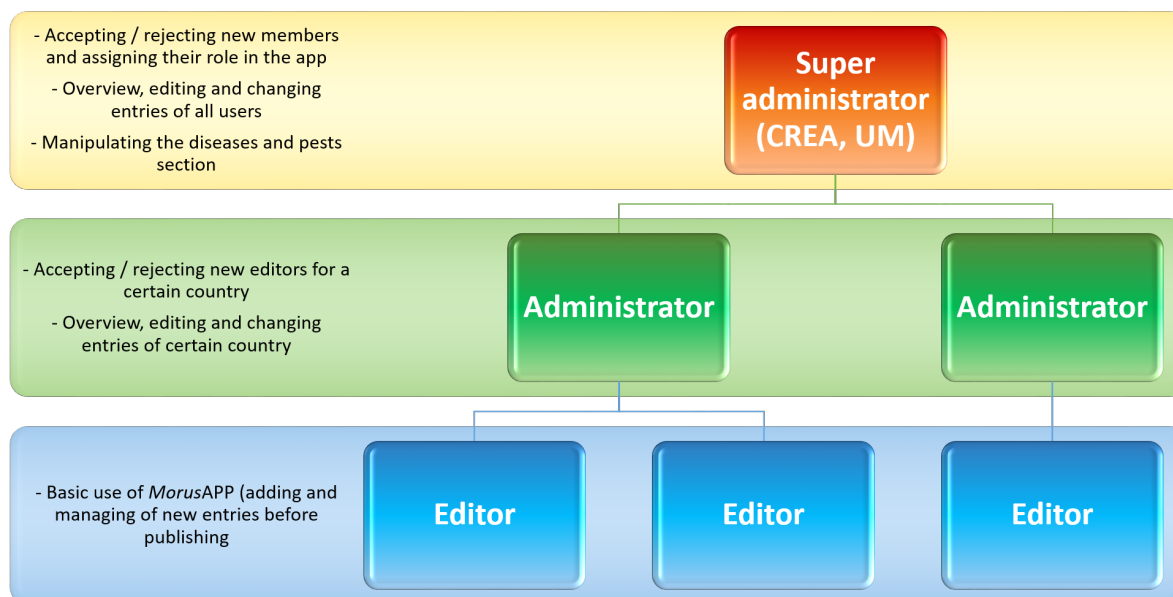 - Accepting / rejecting new members
and assigning their role in the app
- Overview, editing and changing
entries of all users
- Manipulating the diseases and pests
section
Super
administrator
(CREA, UM)
- Accepting / rejecting new editors for a
certain country
- Overview, editing and changing
entries of certain country
Administrator
Administrator
- Basic use of MorusAPP (adding and
managing of new entries before
publishing
Editor
Editor
Editor